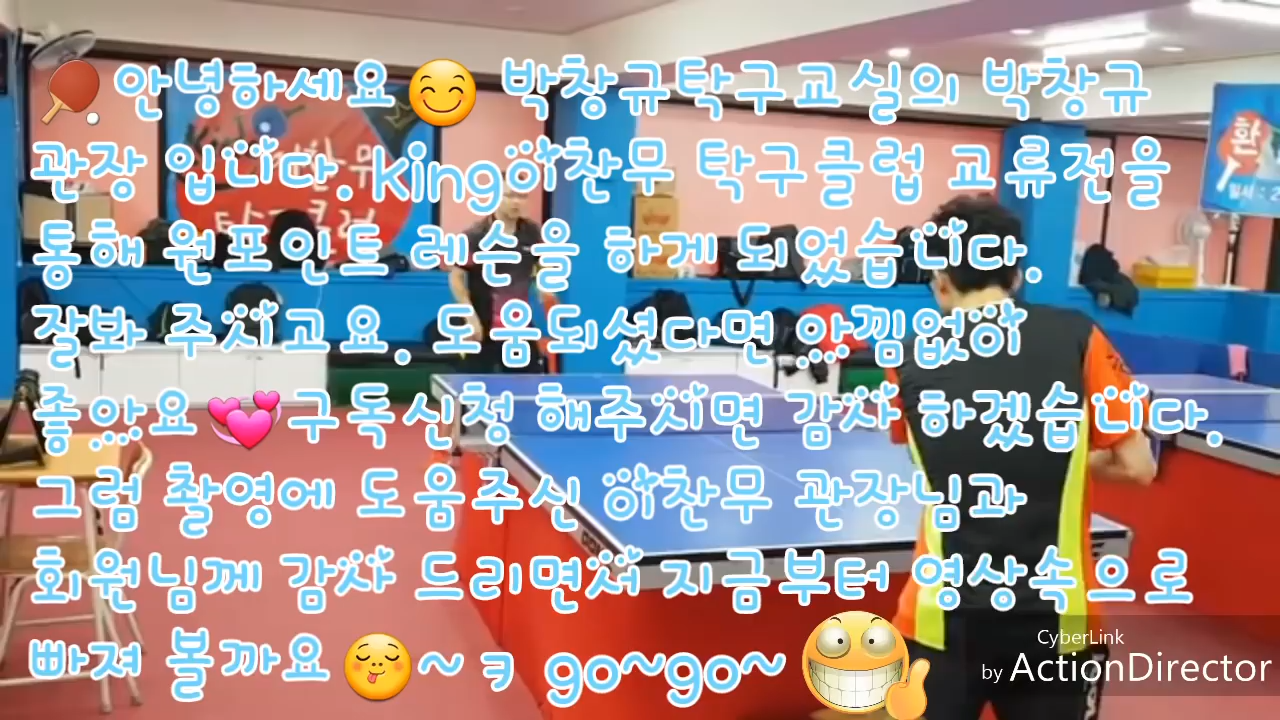 🏓안녕하세요😊 박창규탁구교실의 박창규
관장 입니다. king이찬무 탁구클럽 교류전을
통해 원포인트 레슨을 하게 되었습니다.
잘봐 주시고요. 도움되셨다면 아낌없이
좋아요💞구독신청 해주시면 감사 하겠습니다.
그럼 촬영에 도움주신 이찬무 관장님과
회원님께 감사 드리면서 지금부터 영상속으로
빠져 볼까요😋~ㅋ go~go~
CyberLink
by ActionDirector
탁구클럽